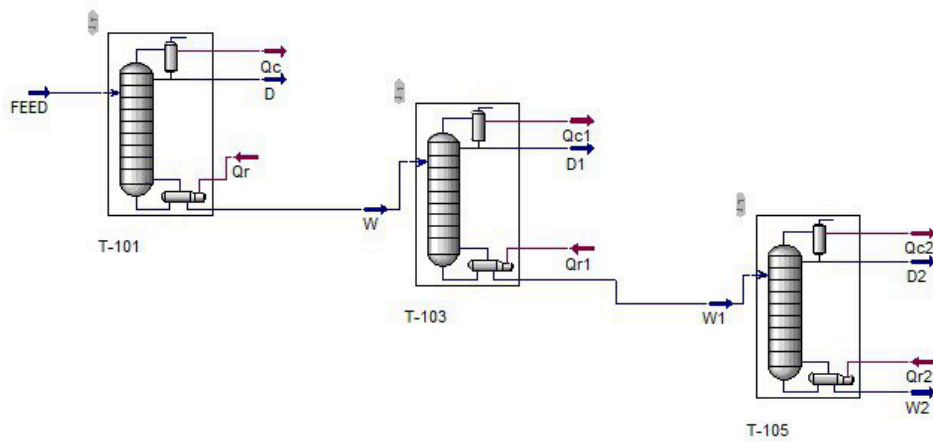 Qc
D
FEED
Qr
T-101
W
Qc1
D1
Qr1
T-103
W1
Qc2
D2
Qr2
W2
T-105